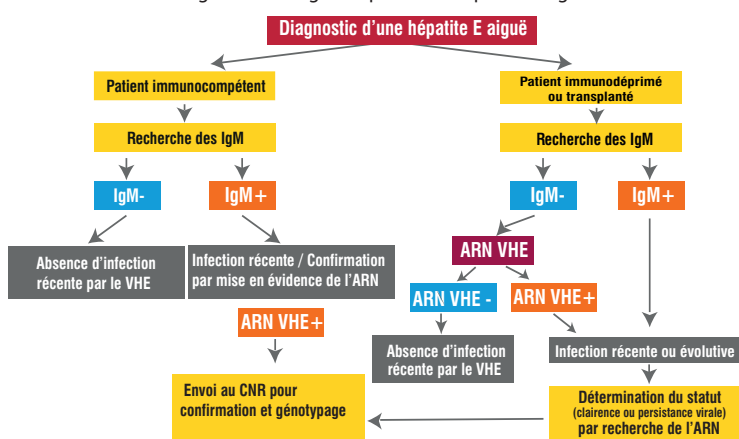 Diagnostic d'une hépatite E aiguë
Patient immunocompétent
Patient immunodéprimé
ou transplanté
Recherche des IgM
Recherche des IgM
IgM-
IgM+
IgM-
IgM+
Absence d'infection
récente par le VHE
Infection récente / Confirmation
par mise en évidence de l'ARN
ARN VHE
ARN VHE -
ARN VHE+
ARN VHE+
Absence d'infection
récente par le VHE
Infection récente ou évolutive
Envoi au CNR pour
confirmation et génotypage
Détermination du statut
(clairence ou persistance virale)
par recherche de l'ARN